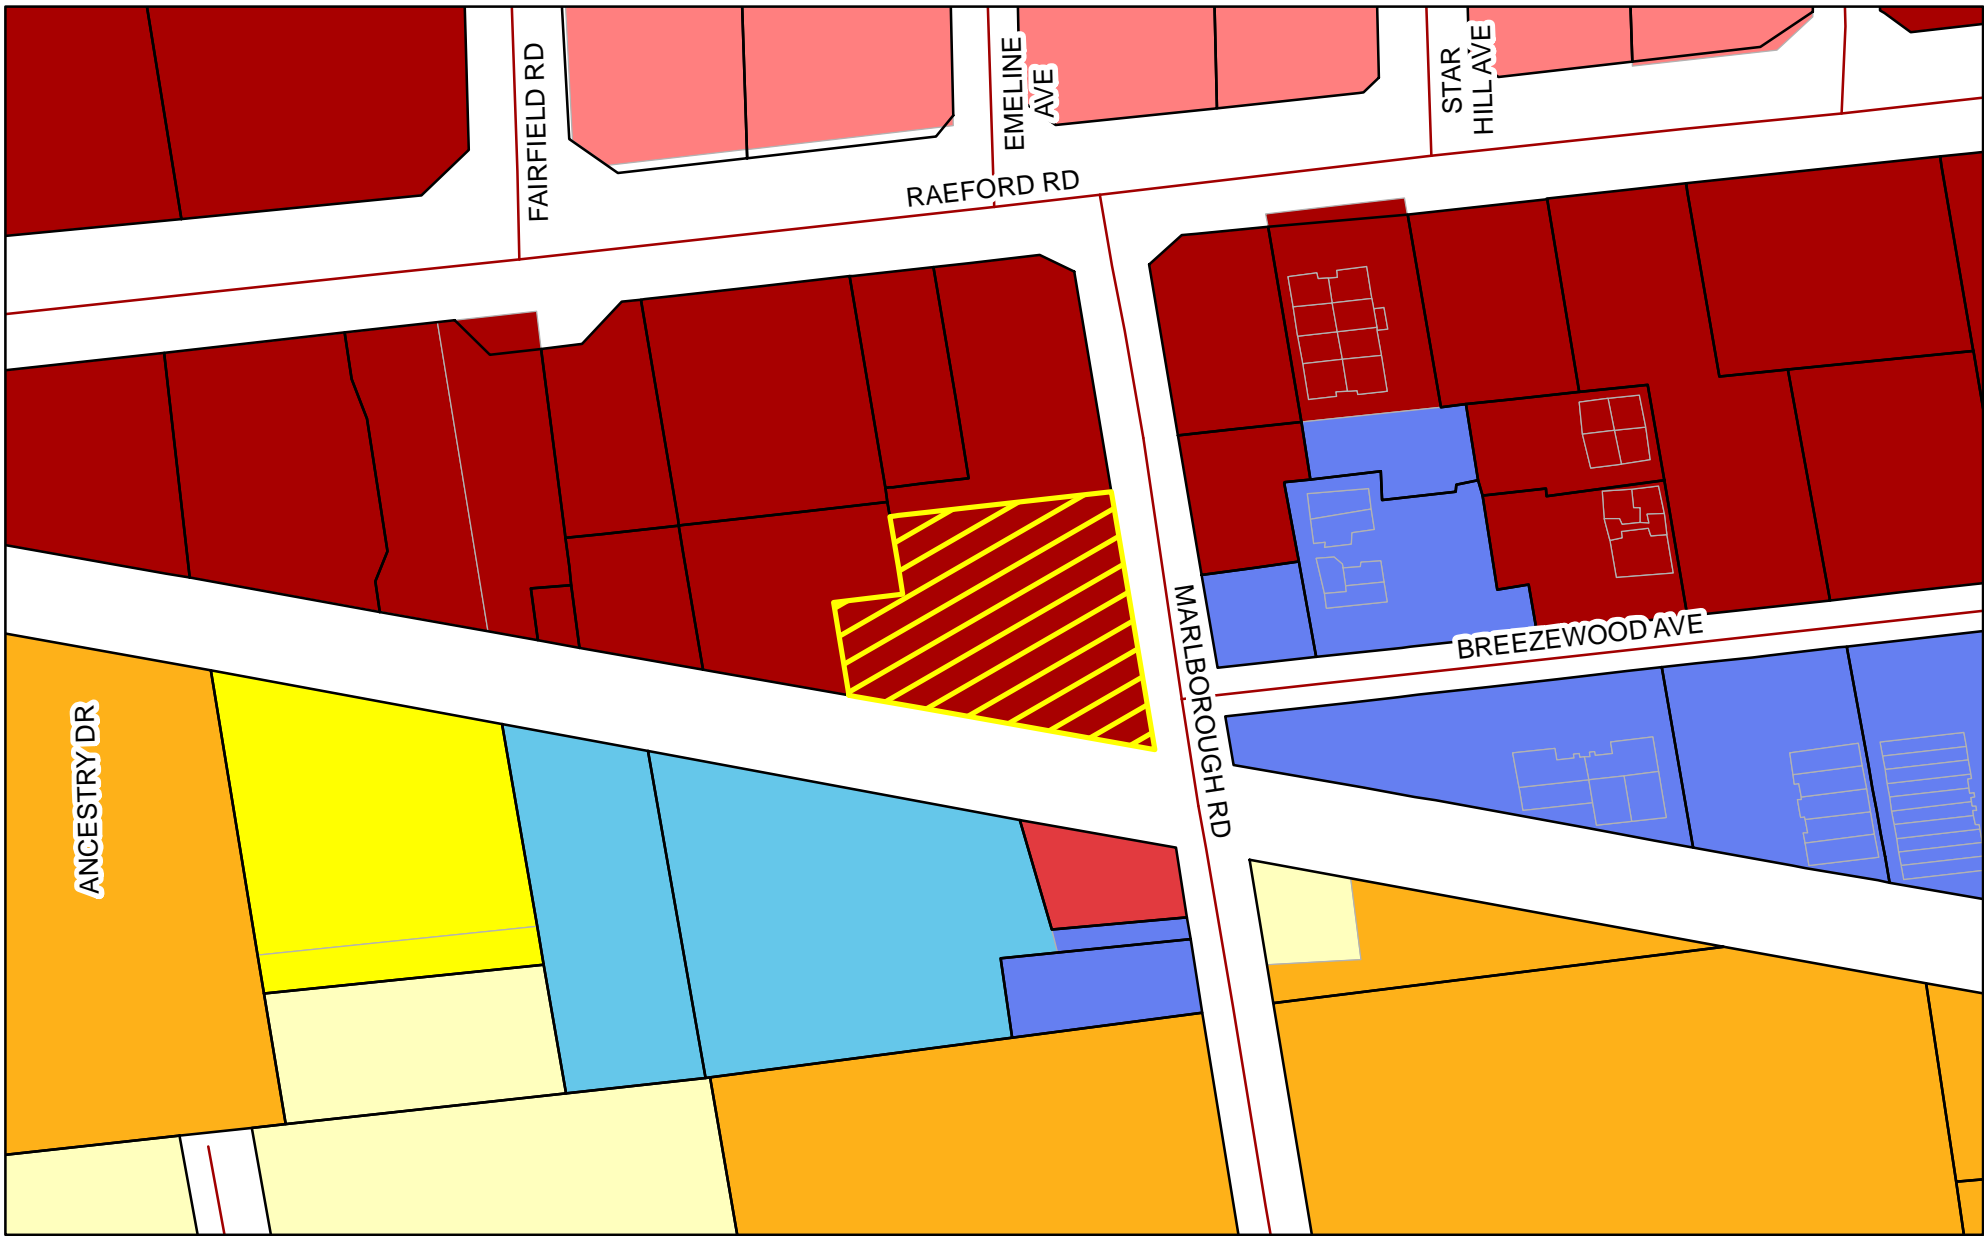 FAIRFIELD RD
EMELINE
AVE
STAR
HILL AVE
RAEFORD RD
MARLBOROUGH RD
BREEZEWOOD AVE
ANCESTRY DR